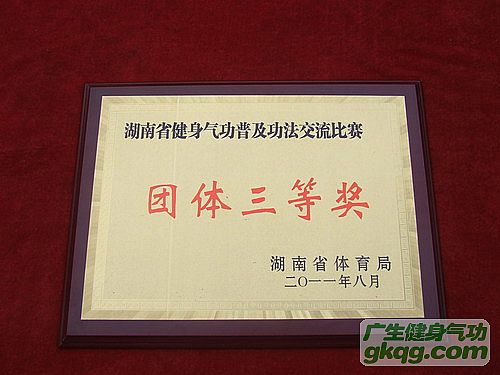 湖南省健身气功普及功法交流比赛
团体三等奖
湖南省体育局
二〇一一年八月
广生健身气功
gkqg.com